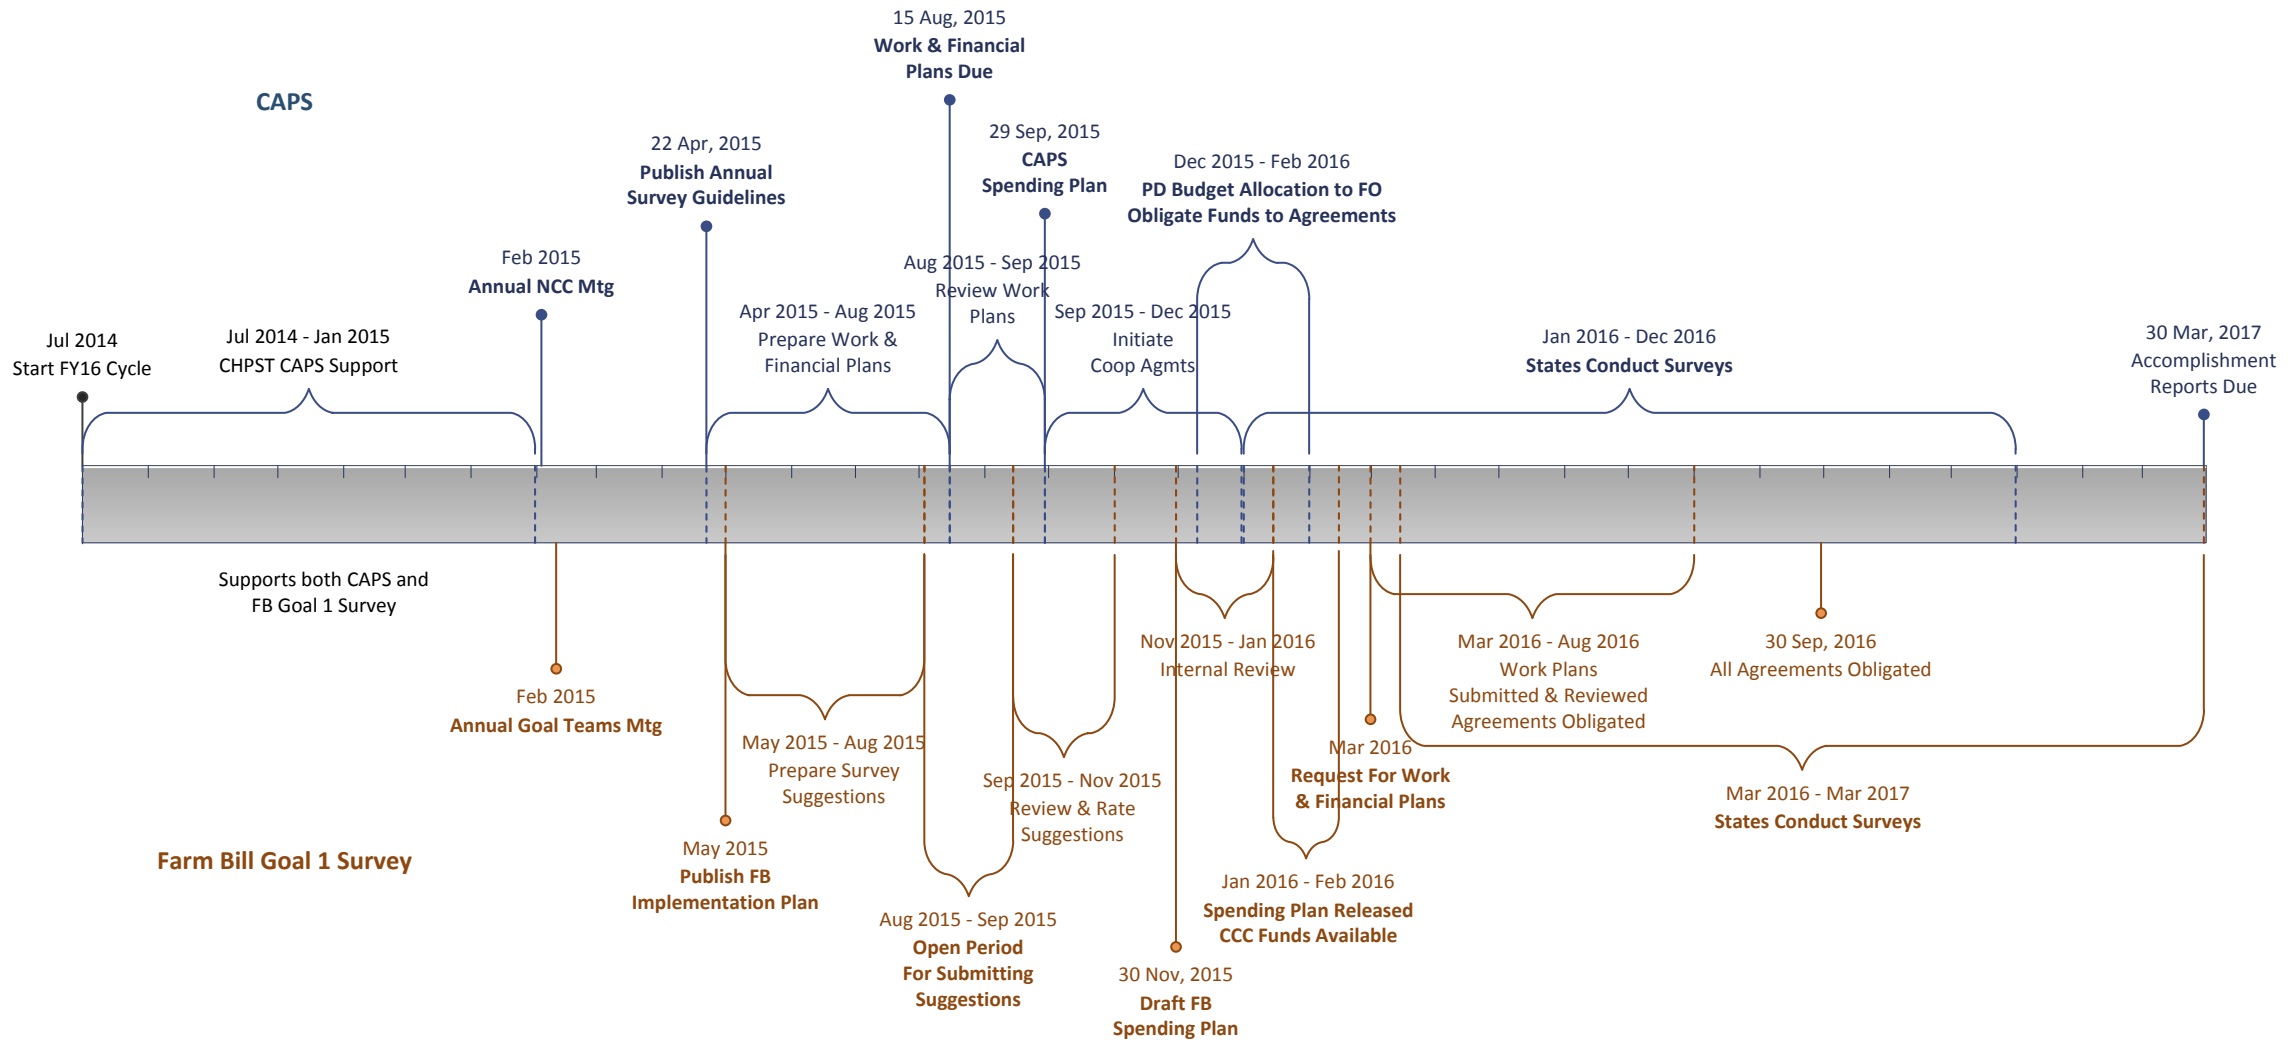 15 Aug, 2015
Work & Financial
Plans Due
CAPS
29 Sep, 2015
CAPS
Spending Plan
22 Apr, 2015
Publish Annual
Survey Guidelines
Dec 2015 - Feb 2016
PD Budget Allocation to FO
Obligate Funds to Agreements
Feb 2015
Annual NCC Mtg
Aug 2015 - Sep 2015
Review Work
Plans
Apr 2015 - Aug 2015
Prepare Work &
Financial Plans
Sep 2015 - Dec 2015
Initiate
Coop Agmts
Jul 2014
Start FY16 Cycle
Jul 2014 - Jan 2015
CHPST CAPS Support
Jan 2016 - Dec 2016
States Conduct Surveys
30 Mar, 2017
Accomplishment
Reports Due
Supports both CAPS and
FB Goal 1 Survey
Feb 2015
Annual Goal Teams Mtg
May 2015 - Aug 2015
Prepare Survey
Suggestions
Sep 2015 - Nov 2015
Review & Rate
Suggestions
Nov 2015 - Jan 2016
Internal Review
Mar 2016 - Aug 2016
Work Plans
Submitted & Reviewed
Agreements Obligated
30 Sep, 2016
All Agreements Obligated
Mar 2016
Request For Work
& Financial Plans
Mar 2016 - Mar 2017
States Conduct Surveys
Farm Bill Goal 1 Survey
May 2015
Publish FB
Implementation Plan
Aug 2015 - Sep 2015
Open Period
For Submitting
Suggestions
Jan 2016 - Feb 2016
Spending Plan Released
CCC Funds Available
30 Nov, 2015
Draft FB
Spending Plan